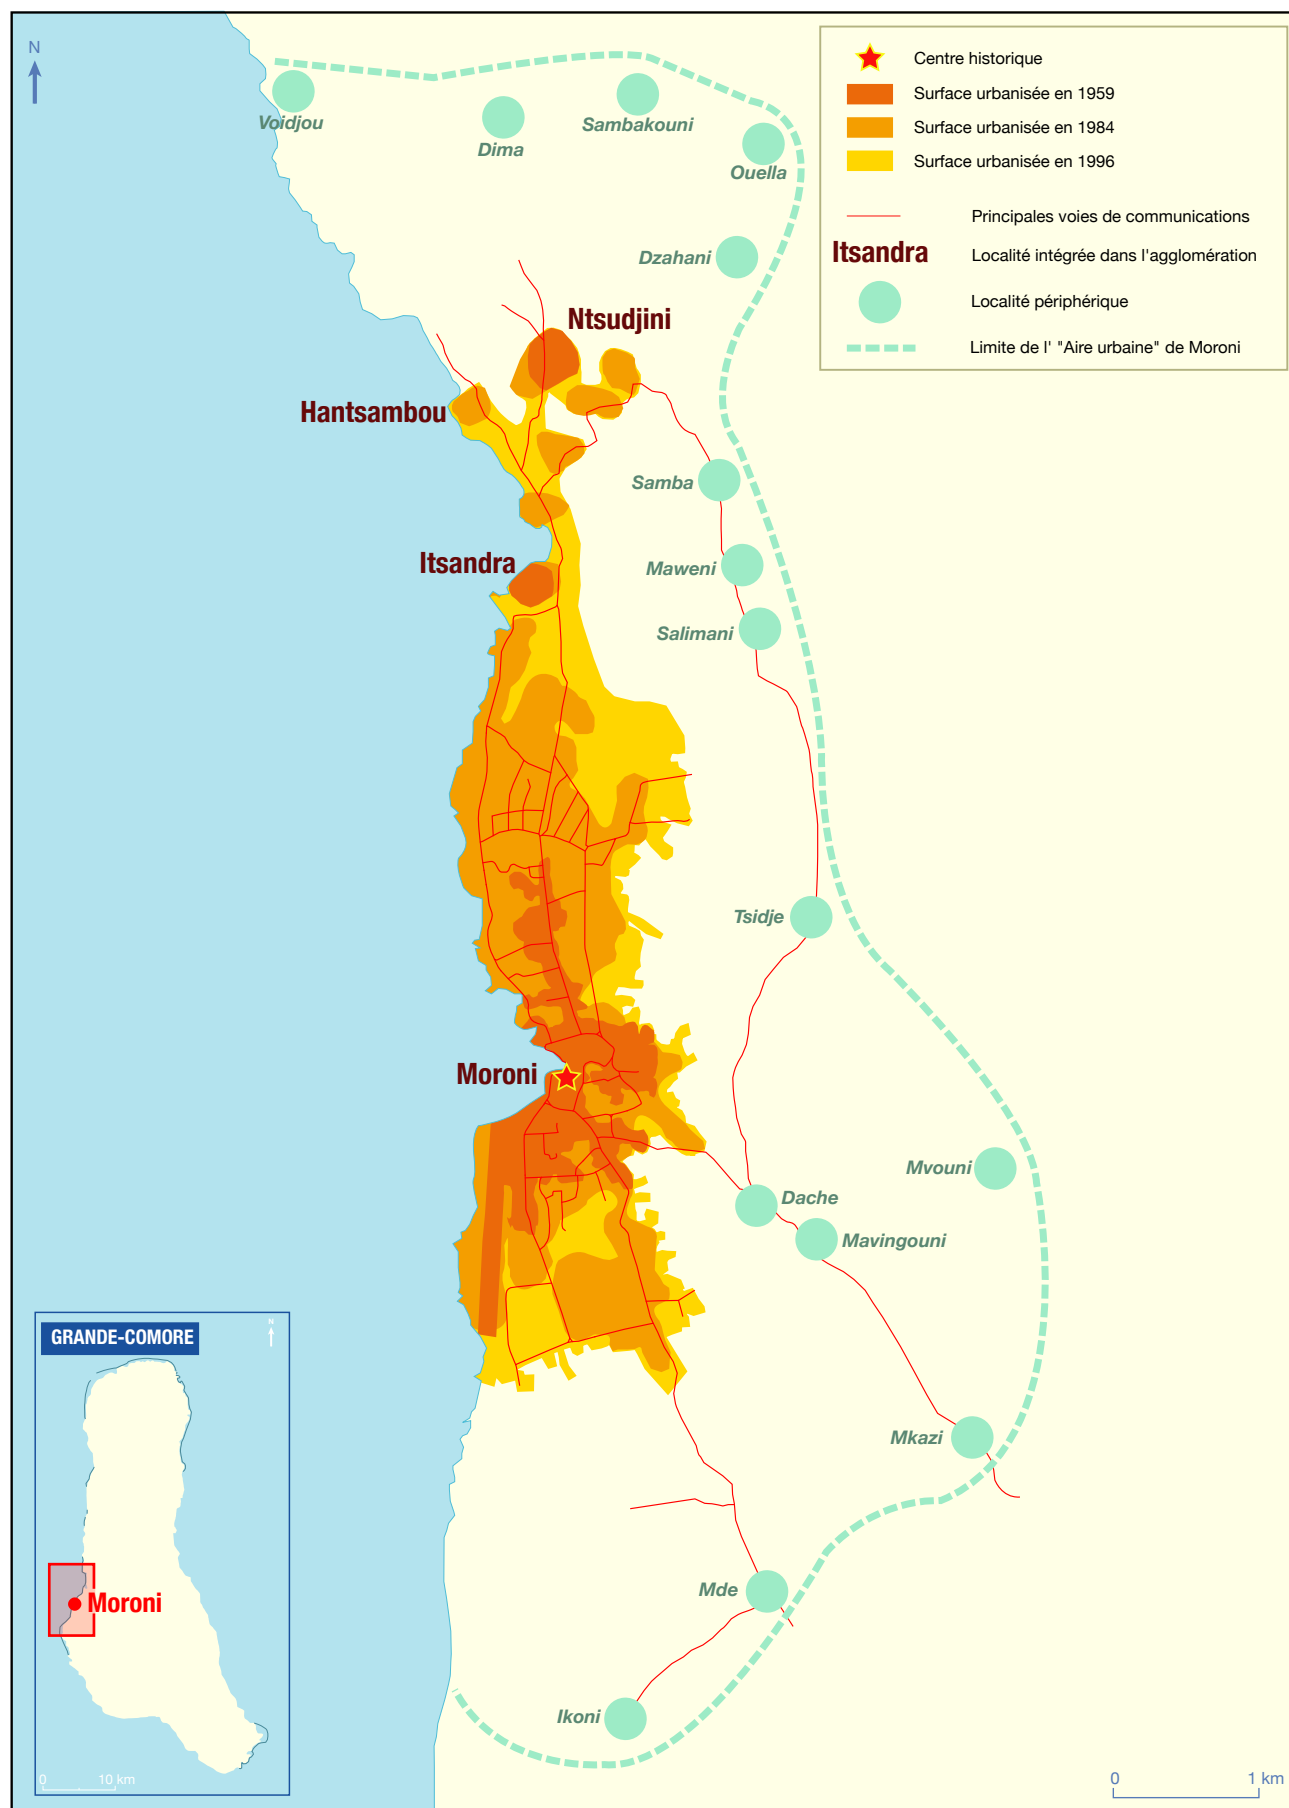 N
Centre historique
Surface urbanisée en 1959
Surface urbanisée en 1984
Surface urbanisée en 1996
Principales voies de communications
Itsandra
Localité intégrée dans l'agglomération
Localité périphérique
Limite de l' "Aire urbaine" de Moroni
Voidjou
Dima
Sambakouni
Ouella
Dzahani
Ntsudjini
Hantsambou
Samba
Itsandra
Maweni
Salimani
Tsidje
Moroni
Mvouni
Dache
Mavingouni
Mkazi
Mde
Ikoni
GRANDE-COMORE
N
Moroni
0 10 km
0 1 km